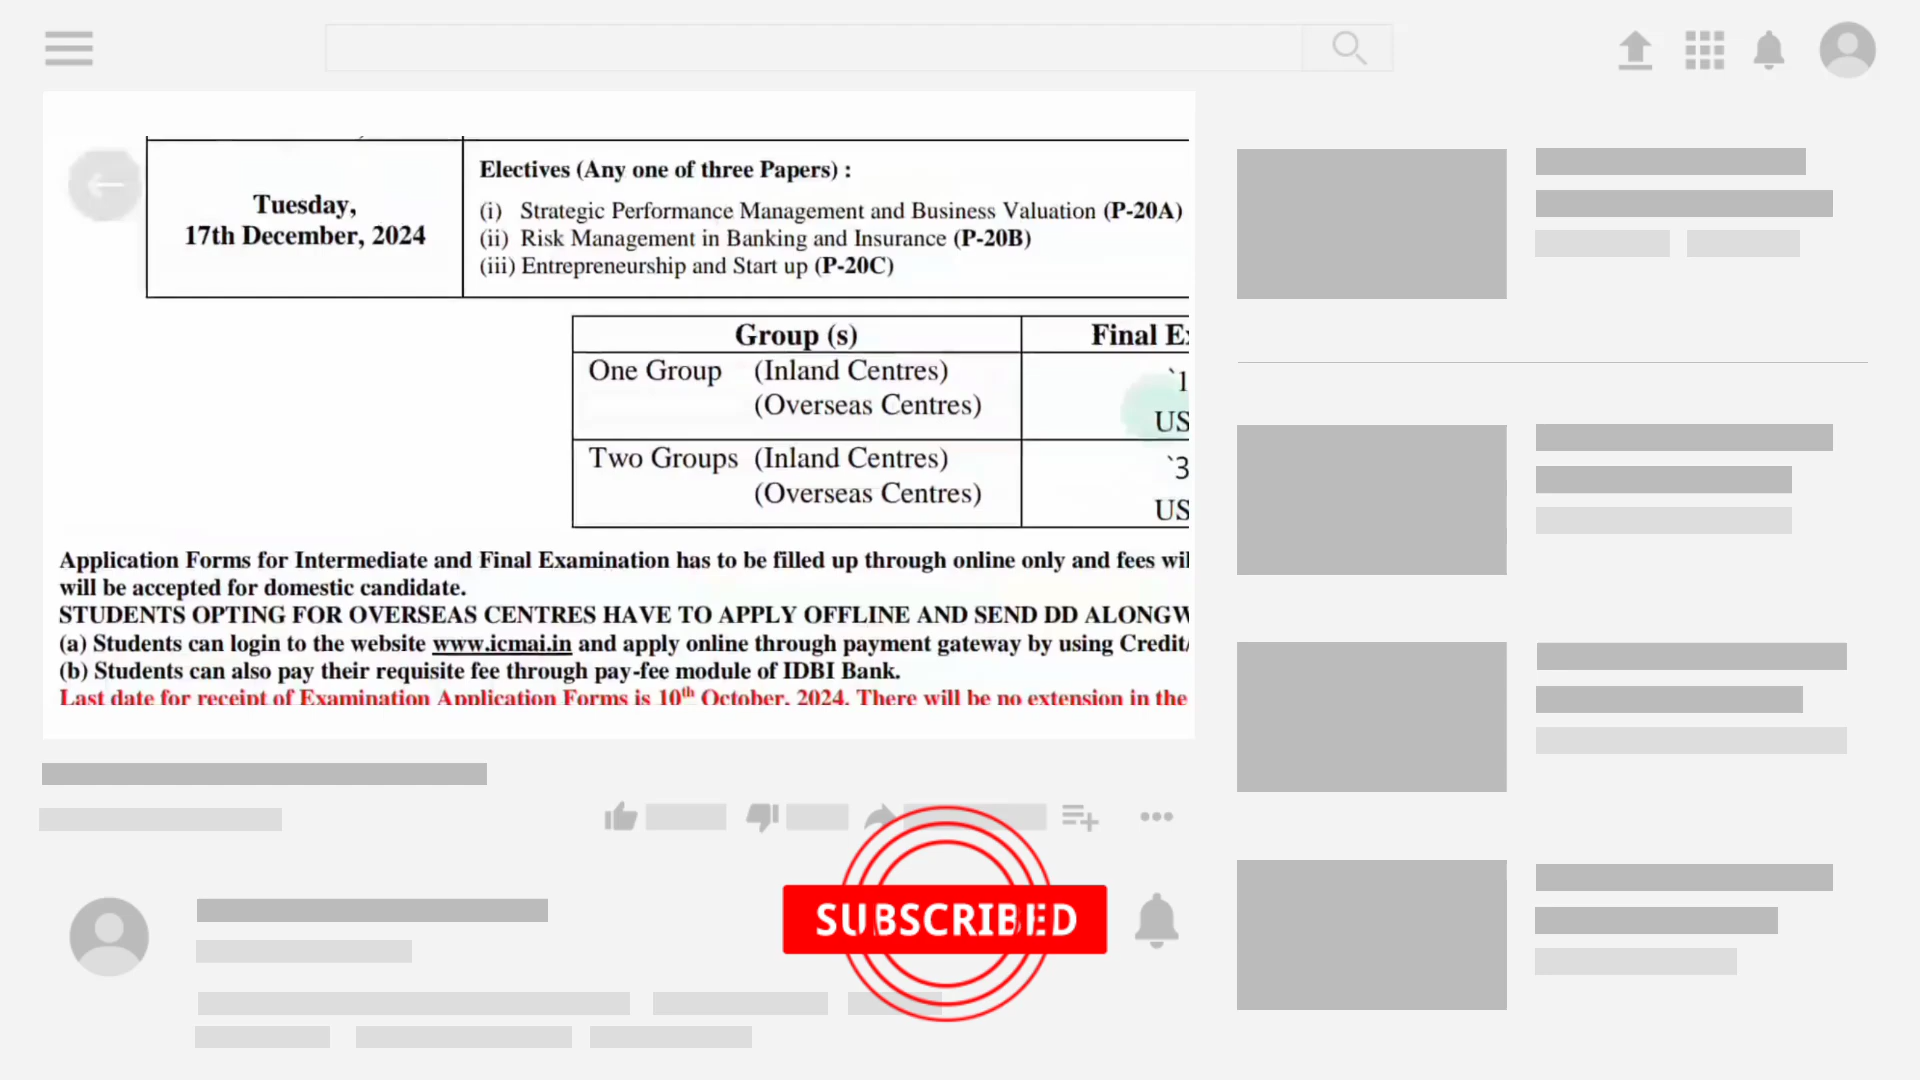 Electives (Any one of three Papers) :
Tuesday,
17th December, 2024
(i) Strategic Performance Management and Business Valuation (P-20A)
(ii) Risk Management in Banking and Insurance (P-20B)
(iii) Entrepreneurship and Start up (P-20C)
Group (s) Final
One Group (Inland Centres) `1
(Overseas Centres) US
Two Groups (Inland Centres) `3
(Overseas Centres) US
Application Forms for Intermediate and Final Examination has to be filled up through online only and fees
will be accepted for domestic candidate.
STUDENTS OPTING FOR OVERSEAS CENTRES HAVE TO APPLY OFFLINE AND SEND DD
(a) Students can login to the website www.icmai.in and apply online through payment gateway by using Credit/
(b) Students can also pay their requisite fee through pay-fee module of IDBI Bank.
Last date for receipt of Examination Application Forms is 10th October, 2024. There will be no extension in the
SUBSCRIBED